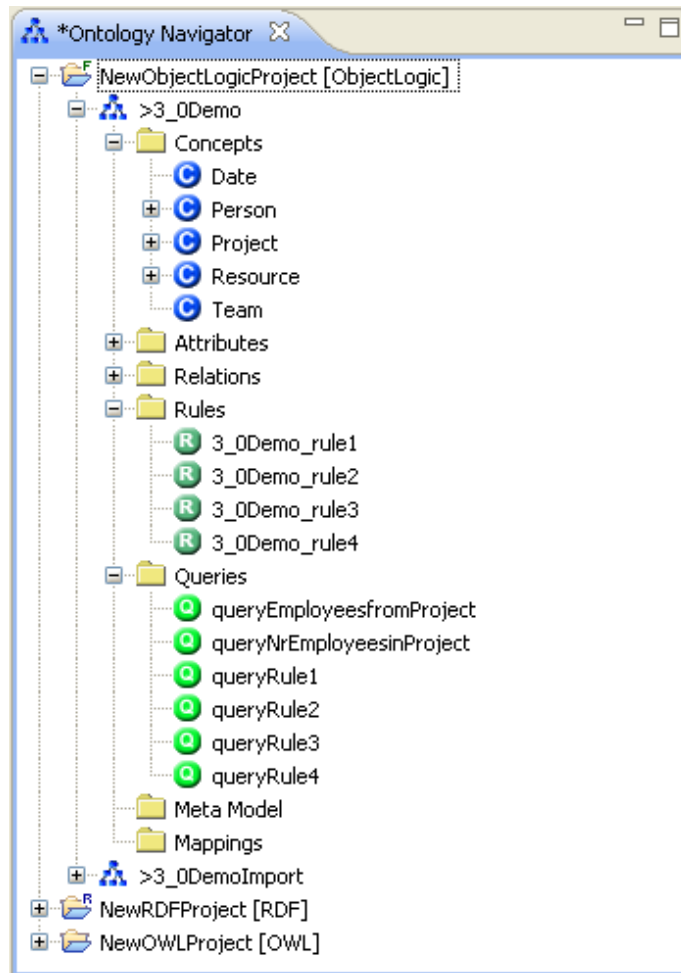 *Ontology Navigator
F NewObjectLogicProject [ObjectLogic]
>3_0Demo
Concepts
C Date
C Person
C Project
C Resource
C Team
Attributes
Relations
Rules
R 3_0Demo_rule1
R 3_0Demo_rule2
R 3_0Demo_rule3
R 3_0Demo_rule4
Queries
Q queryEmployeesfromProject
Q queryNrEmployeesinProject
Q queryRule1
Q queryRule2
Q queryRule3
Q queryRule4
Meta Model
Mappings
>3_0DemoImport
R NewRDFProject [RDF]
NewOWLProject [OWL]